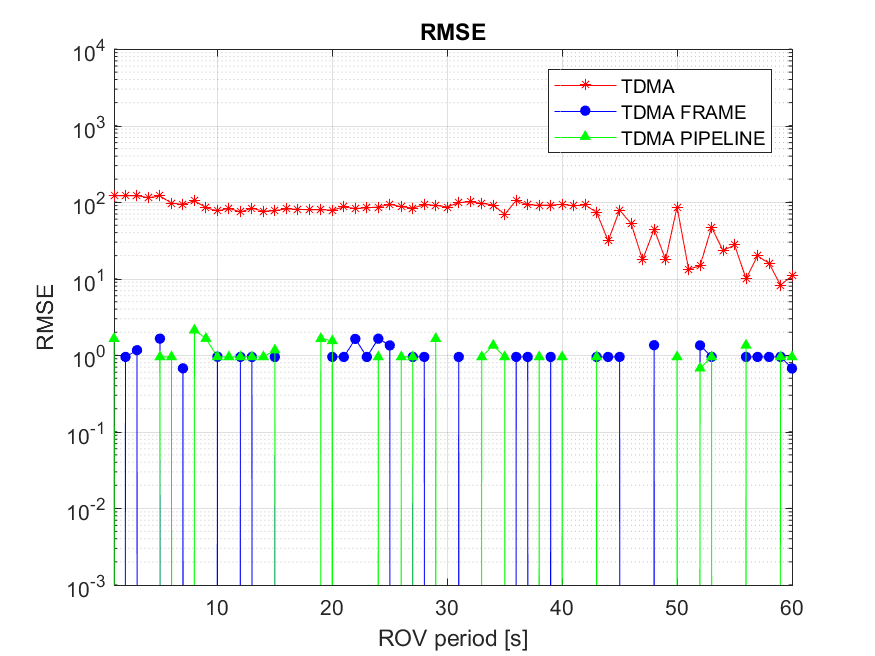 RMSE
10^4
10^3
10^2
10^1
10^0
10^-1
10^-2
10^-3
RMSE
TDMA
TDMA FRAME
TDMA PIPELINE
10 20 30 40 50 60
ROV period [s]